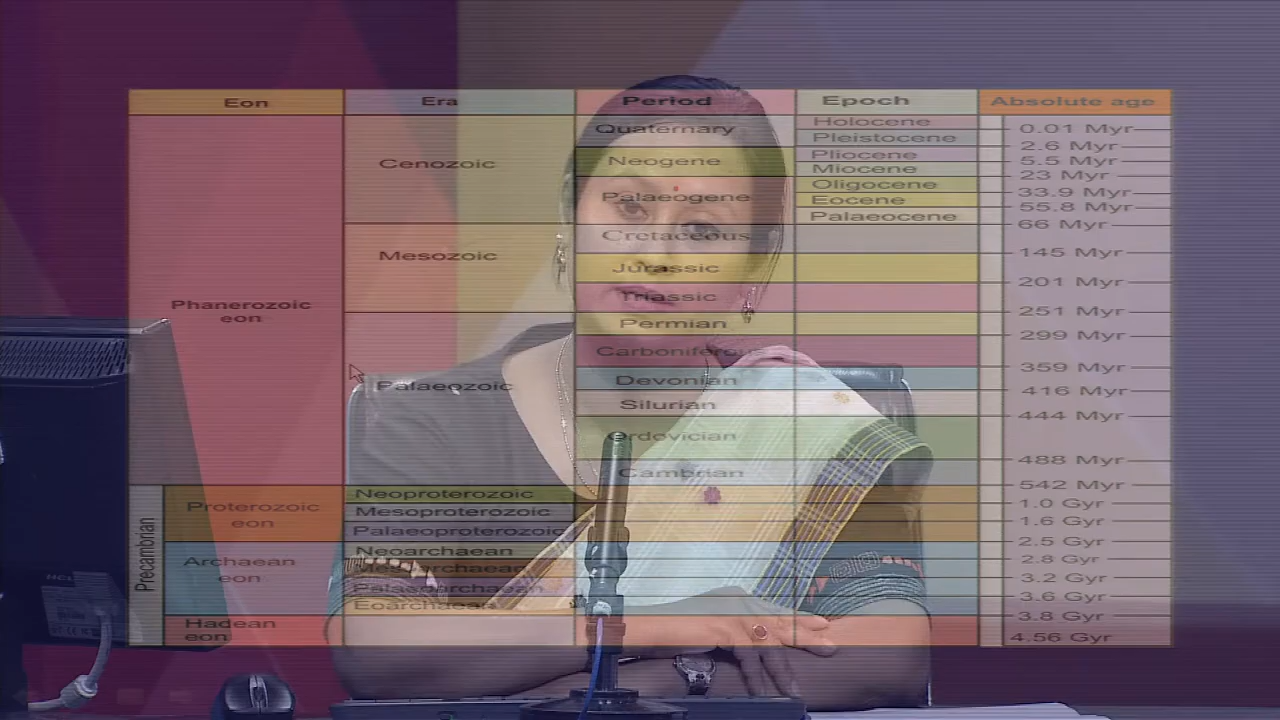 Eon Era Period Epoch Absolute age
Quaternary Holocene 0.01 Myr
Pleistocene 2.6 Myr
Cenozoic Neogene Pliocene 5.5 Myr
Miocene 23 Myr
Palaeogene Oligocene 33.9 Myr
Eocene 55.8 Myr
Palaeocene 66 Myr
Mesozoic Cretaceous 145 Myr
Jurassic 201 Myr
Triassic 251 Myr
Phanerozoic
eon
Permian 299 Myr
Carbonifero 359 Myr
Palaeozoic Devonian 416 Myr
Silurian 444 Myr
Ordovician 488 Myr
Cambrian 542 Myr
Precambrian
Proterozoic
eon
Neoproterozoic 1.0 Gyr
Mesoproterozoic 1.6 Gyr
Palaeoproterozoic 2.5 Gyr
Archaean
eon
Neoarchaean 2.8 Gyr
Mesoarchaean 3.2 Gyr
Palaeoarchaean 3.6 Gyr
Eoarchaean 3.8 Gyr
Hadean
eon
4.56 Gyr
HCL